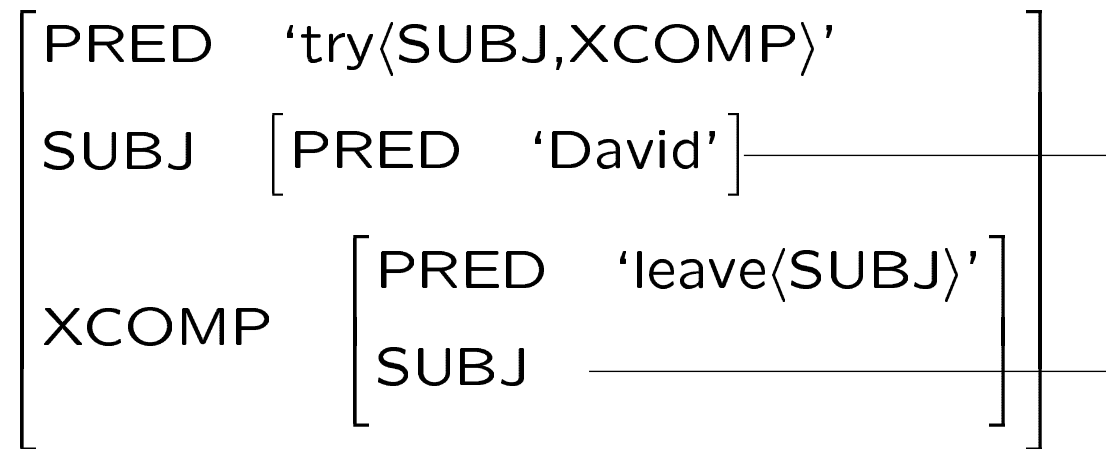 PRED ‘try⟨SUBJ,XCOMP⟩’
SUBJ [PRED ‘David’]
PRED ‘leave⟨SUBJ⟩’
XCOMP
SUBJ